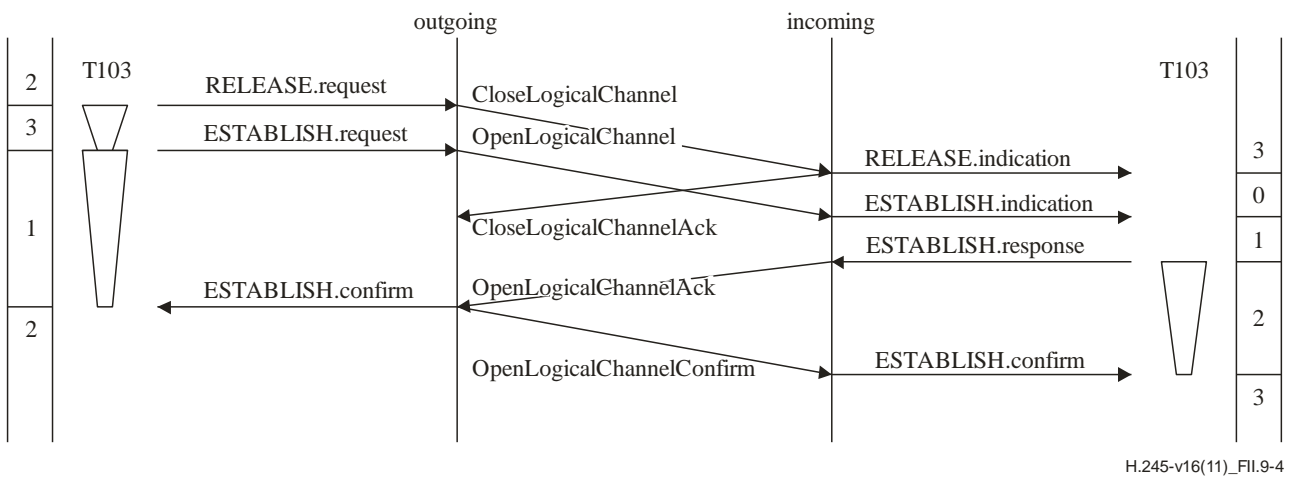 outgoing
incoming
T103
T103
2
RELEASE.request
CloseLogicalChannel
3
ESTABLISH.request
OpenLogicalChannel
RELEASE.indication
3
ESTABLISH.indication
0
1
CloseLogicalChannelAck
ESTABLISH.response
1
ESTABLISH.confirm
OpenLogicalChannelAck
2
2
OpenLogicalChannelConfirm
ESTABLISH.confirm
3
H.245-v16(11)_FII.9-4